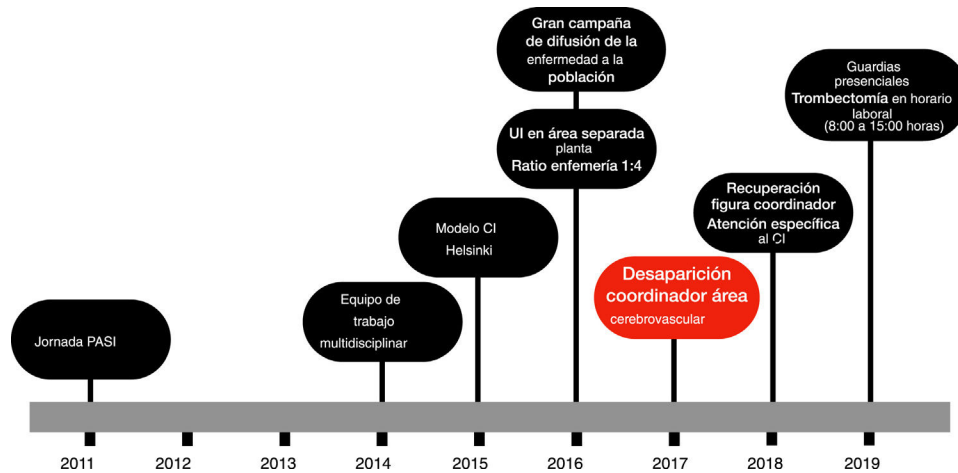 Gran campaña
de difusión de la
enfermedad a la
población
Guardias
presenciales
Trombectomía en horario
laboral
(8:00 a 15:00 horas)
UI en área separada
planta
Ratio enfemería 1:4
Recuperación
figura coordinador
Atención específica
al CI
Modelo CI
Helsinki
Desaparición
coordinador área
cerebrovascular
Equipo de
trabajo
multidisciplinar
Jornada PASI
2011
2012
2013
2014
2015
2016
2017
2018
2019